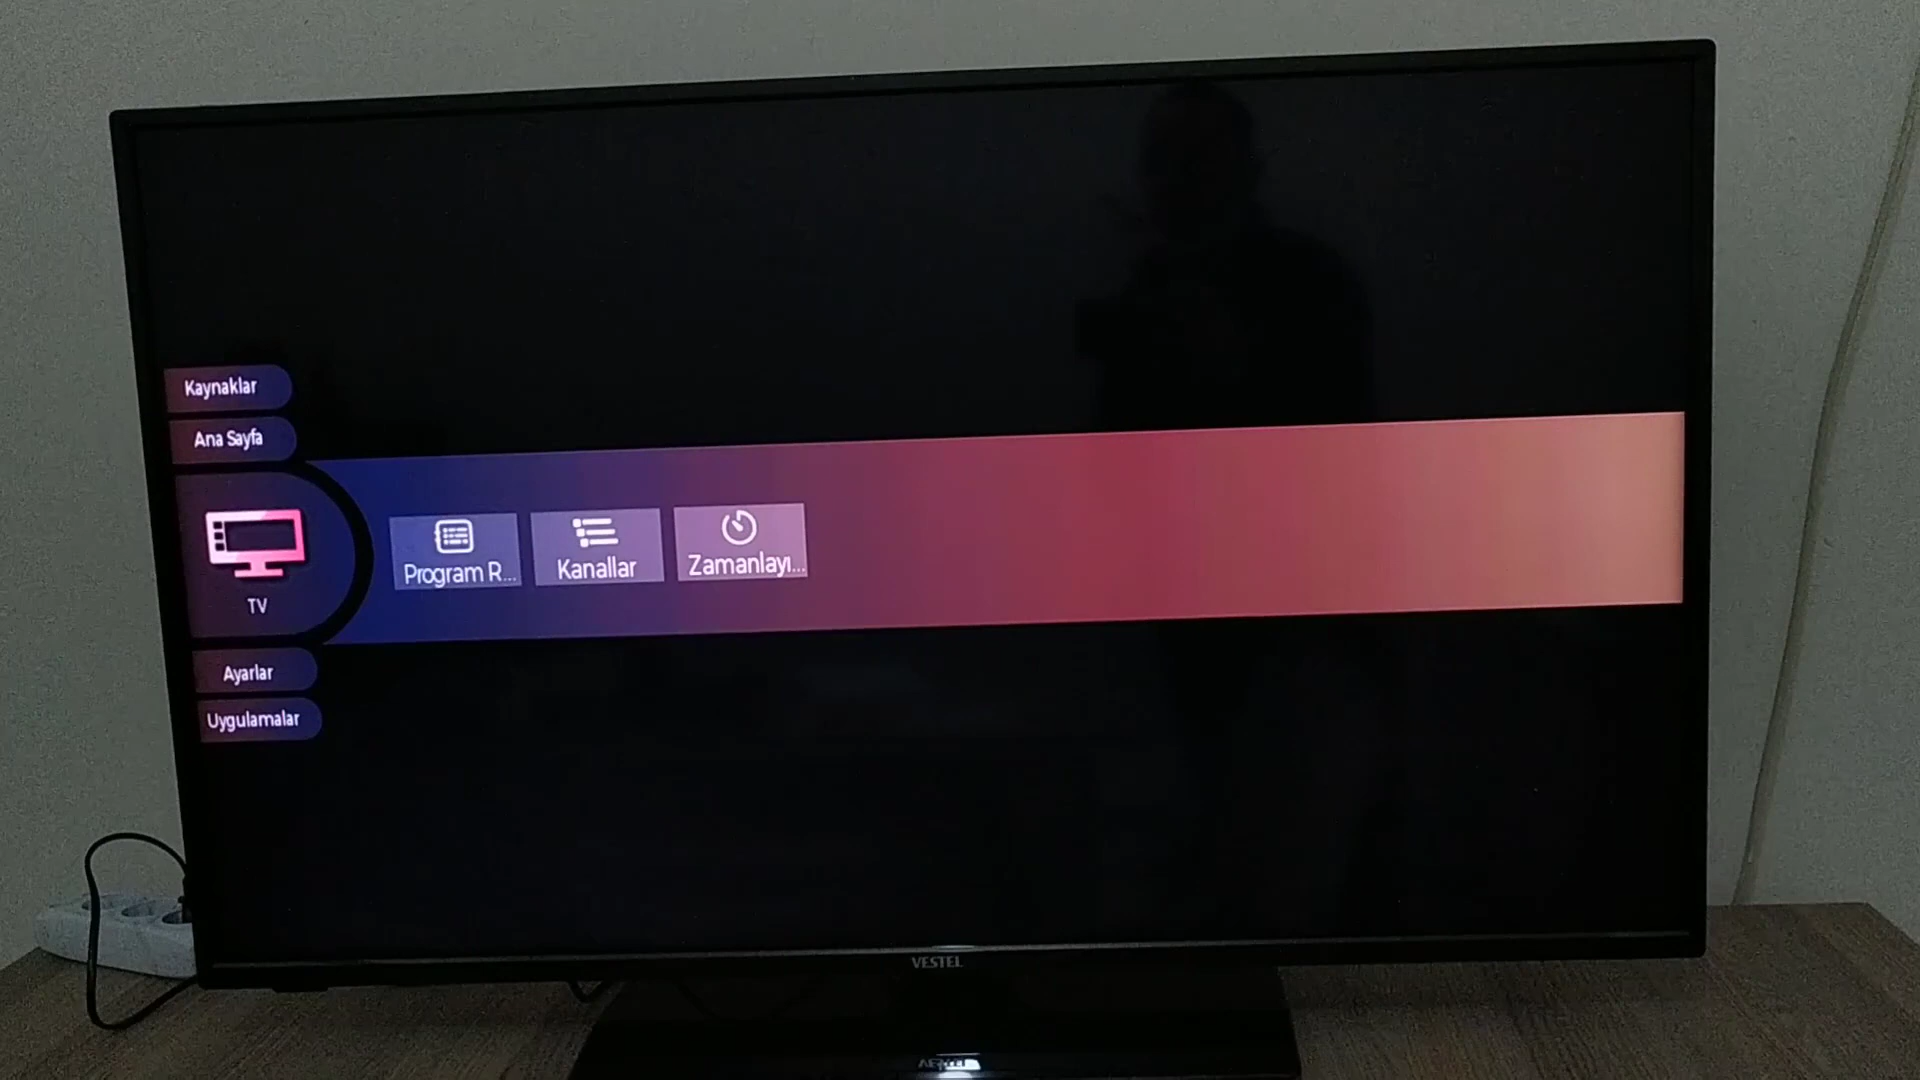 Kaynaklar
Ana Sayfa
TV
Program R...
Kanallar
Zamanlayı...
Ayarlar
Uygulamalar
VESTEL